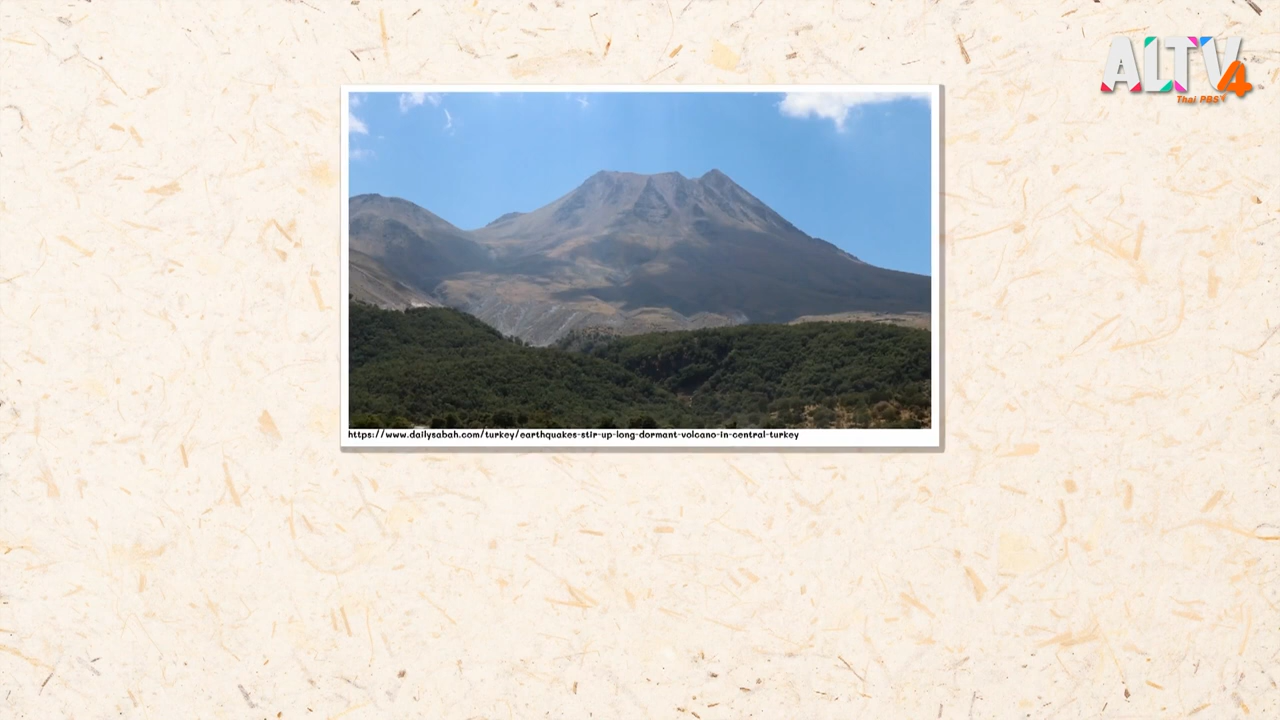 ALTV4
Thai PBS
https://www.dailysabah.com/turkey/earthquakes-stir-up-long-dormant-volcano-in-central-turkey